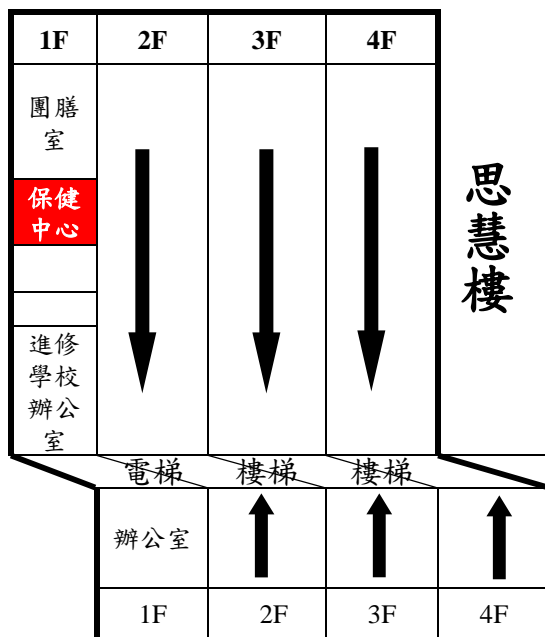 1F 2F 3F 4F
團膳
室
保健
中心
進修
學校
辦公
室
思慧樓
電梯 樓梯 樓梯
辦公室
1F 2F 3F 4F